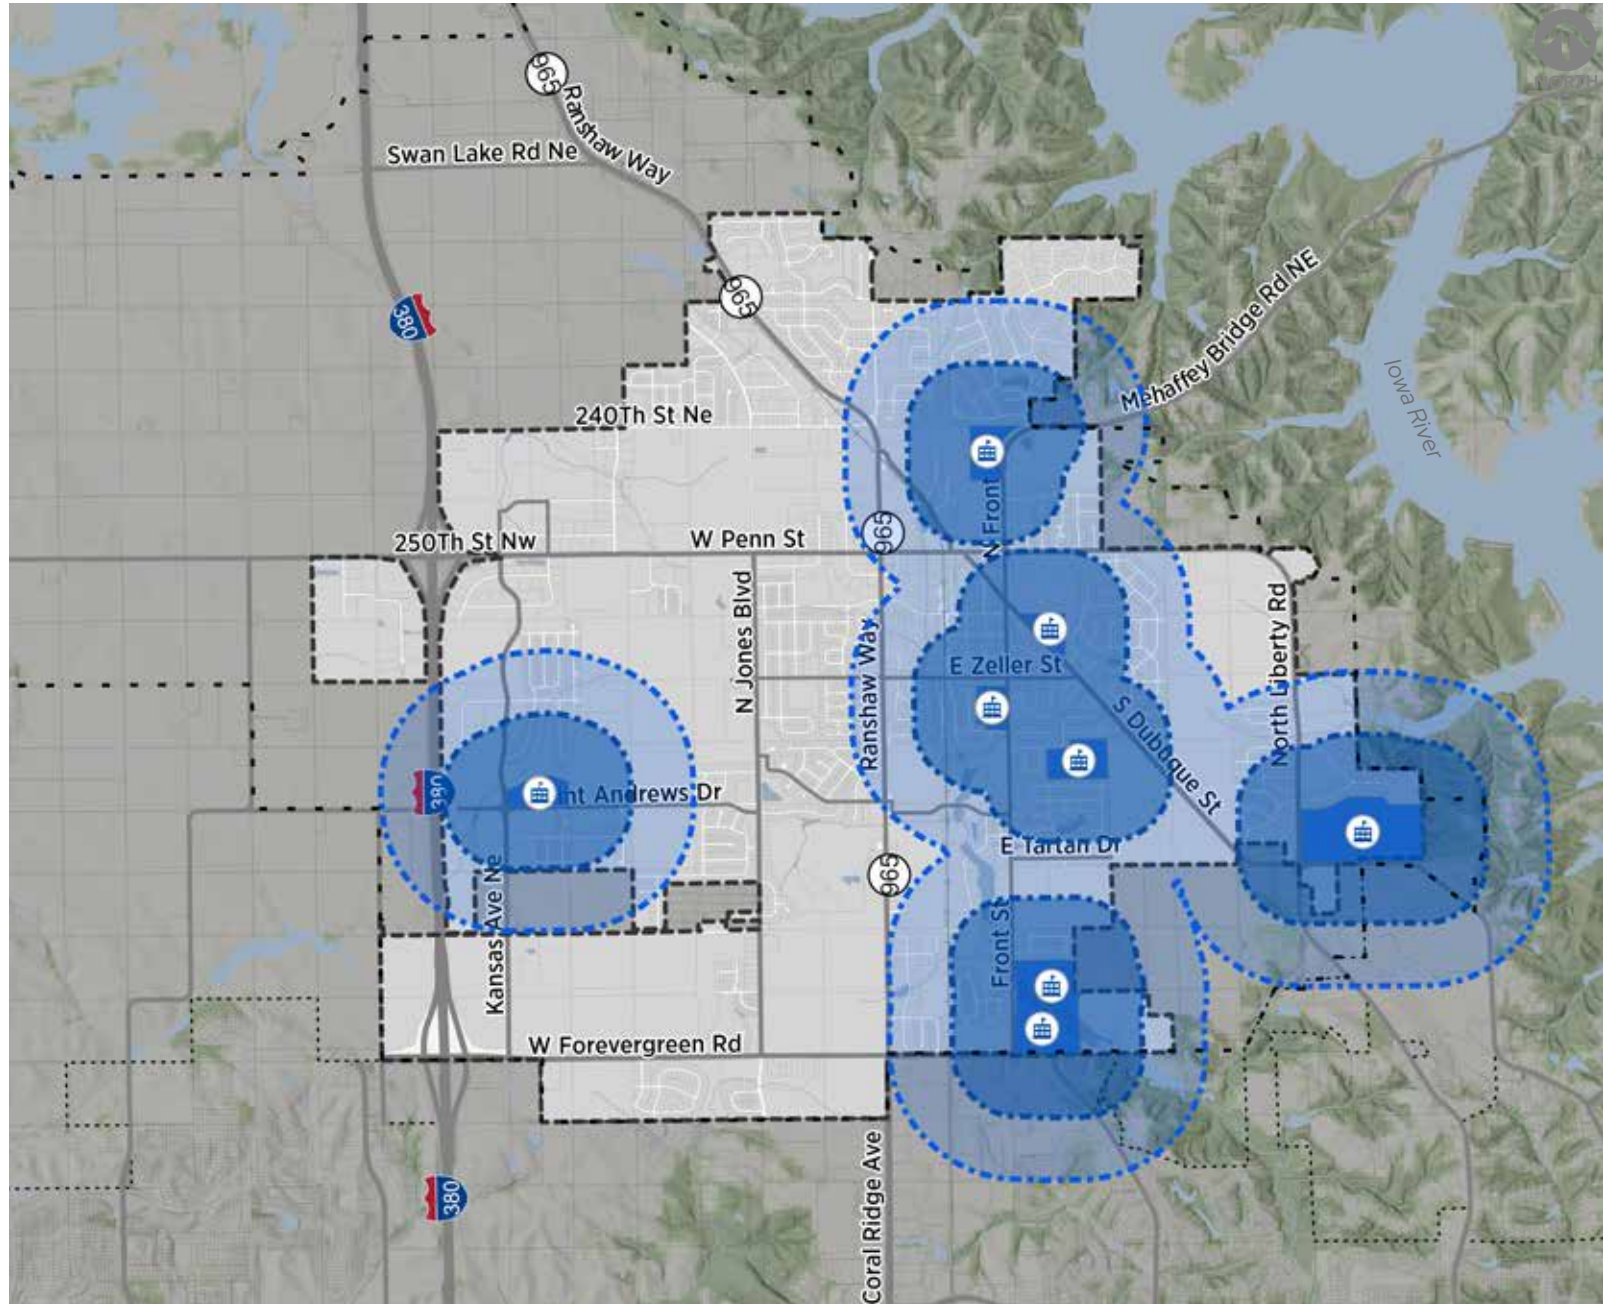 NORTH
965
Ranshaw Way
Swan Lake Rd Ne
965
Mehaffey Bridge Rd NE
380
Iowa River
240Th St Ne
N Front
965
250Th St Nw
W Penn St
N Jones Blvd
Ranshaw Way
North Liberty Rd
E Zeller St
S Dubuque St
380
int Andrews Dr
E Tartan Dr
965
Kansas Ave Ne
Front St
W Forevergreen Rd
Coral Ridge Ave
380